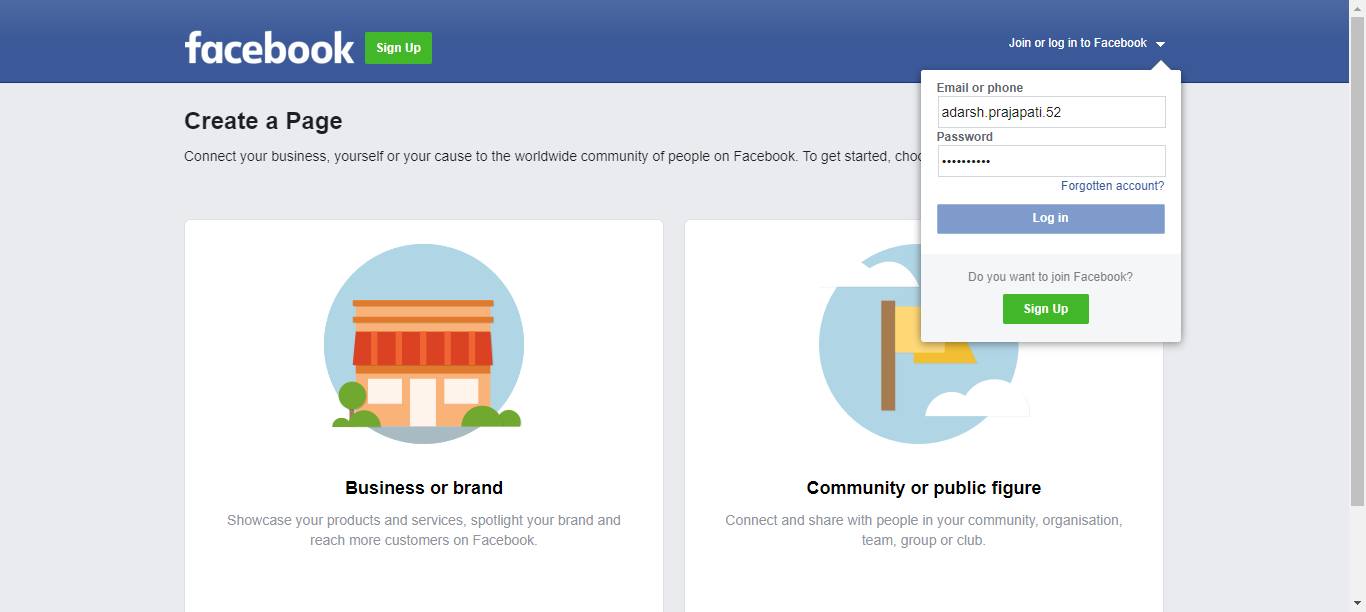 facebook
Sign Up
Join or log in to Facebook
Email or phone
adarsh.prajapati.52
Password
••••••••••
Forgotten account?
Log in
Do you want to join Facebook?
Sign Up
Create a Page
Connect your business, yourself or your cause to the worldwide community of people on Facebook. To get started,
Business or brand
Showcase your products and services, spotlight your brand and
reach more customers on Facebook.
Community or public figure
Connect and share with people in your community, organisation,
team, group or club.